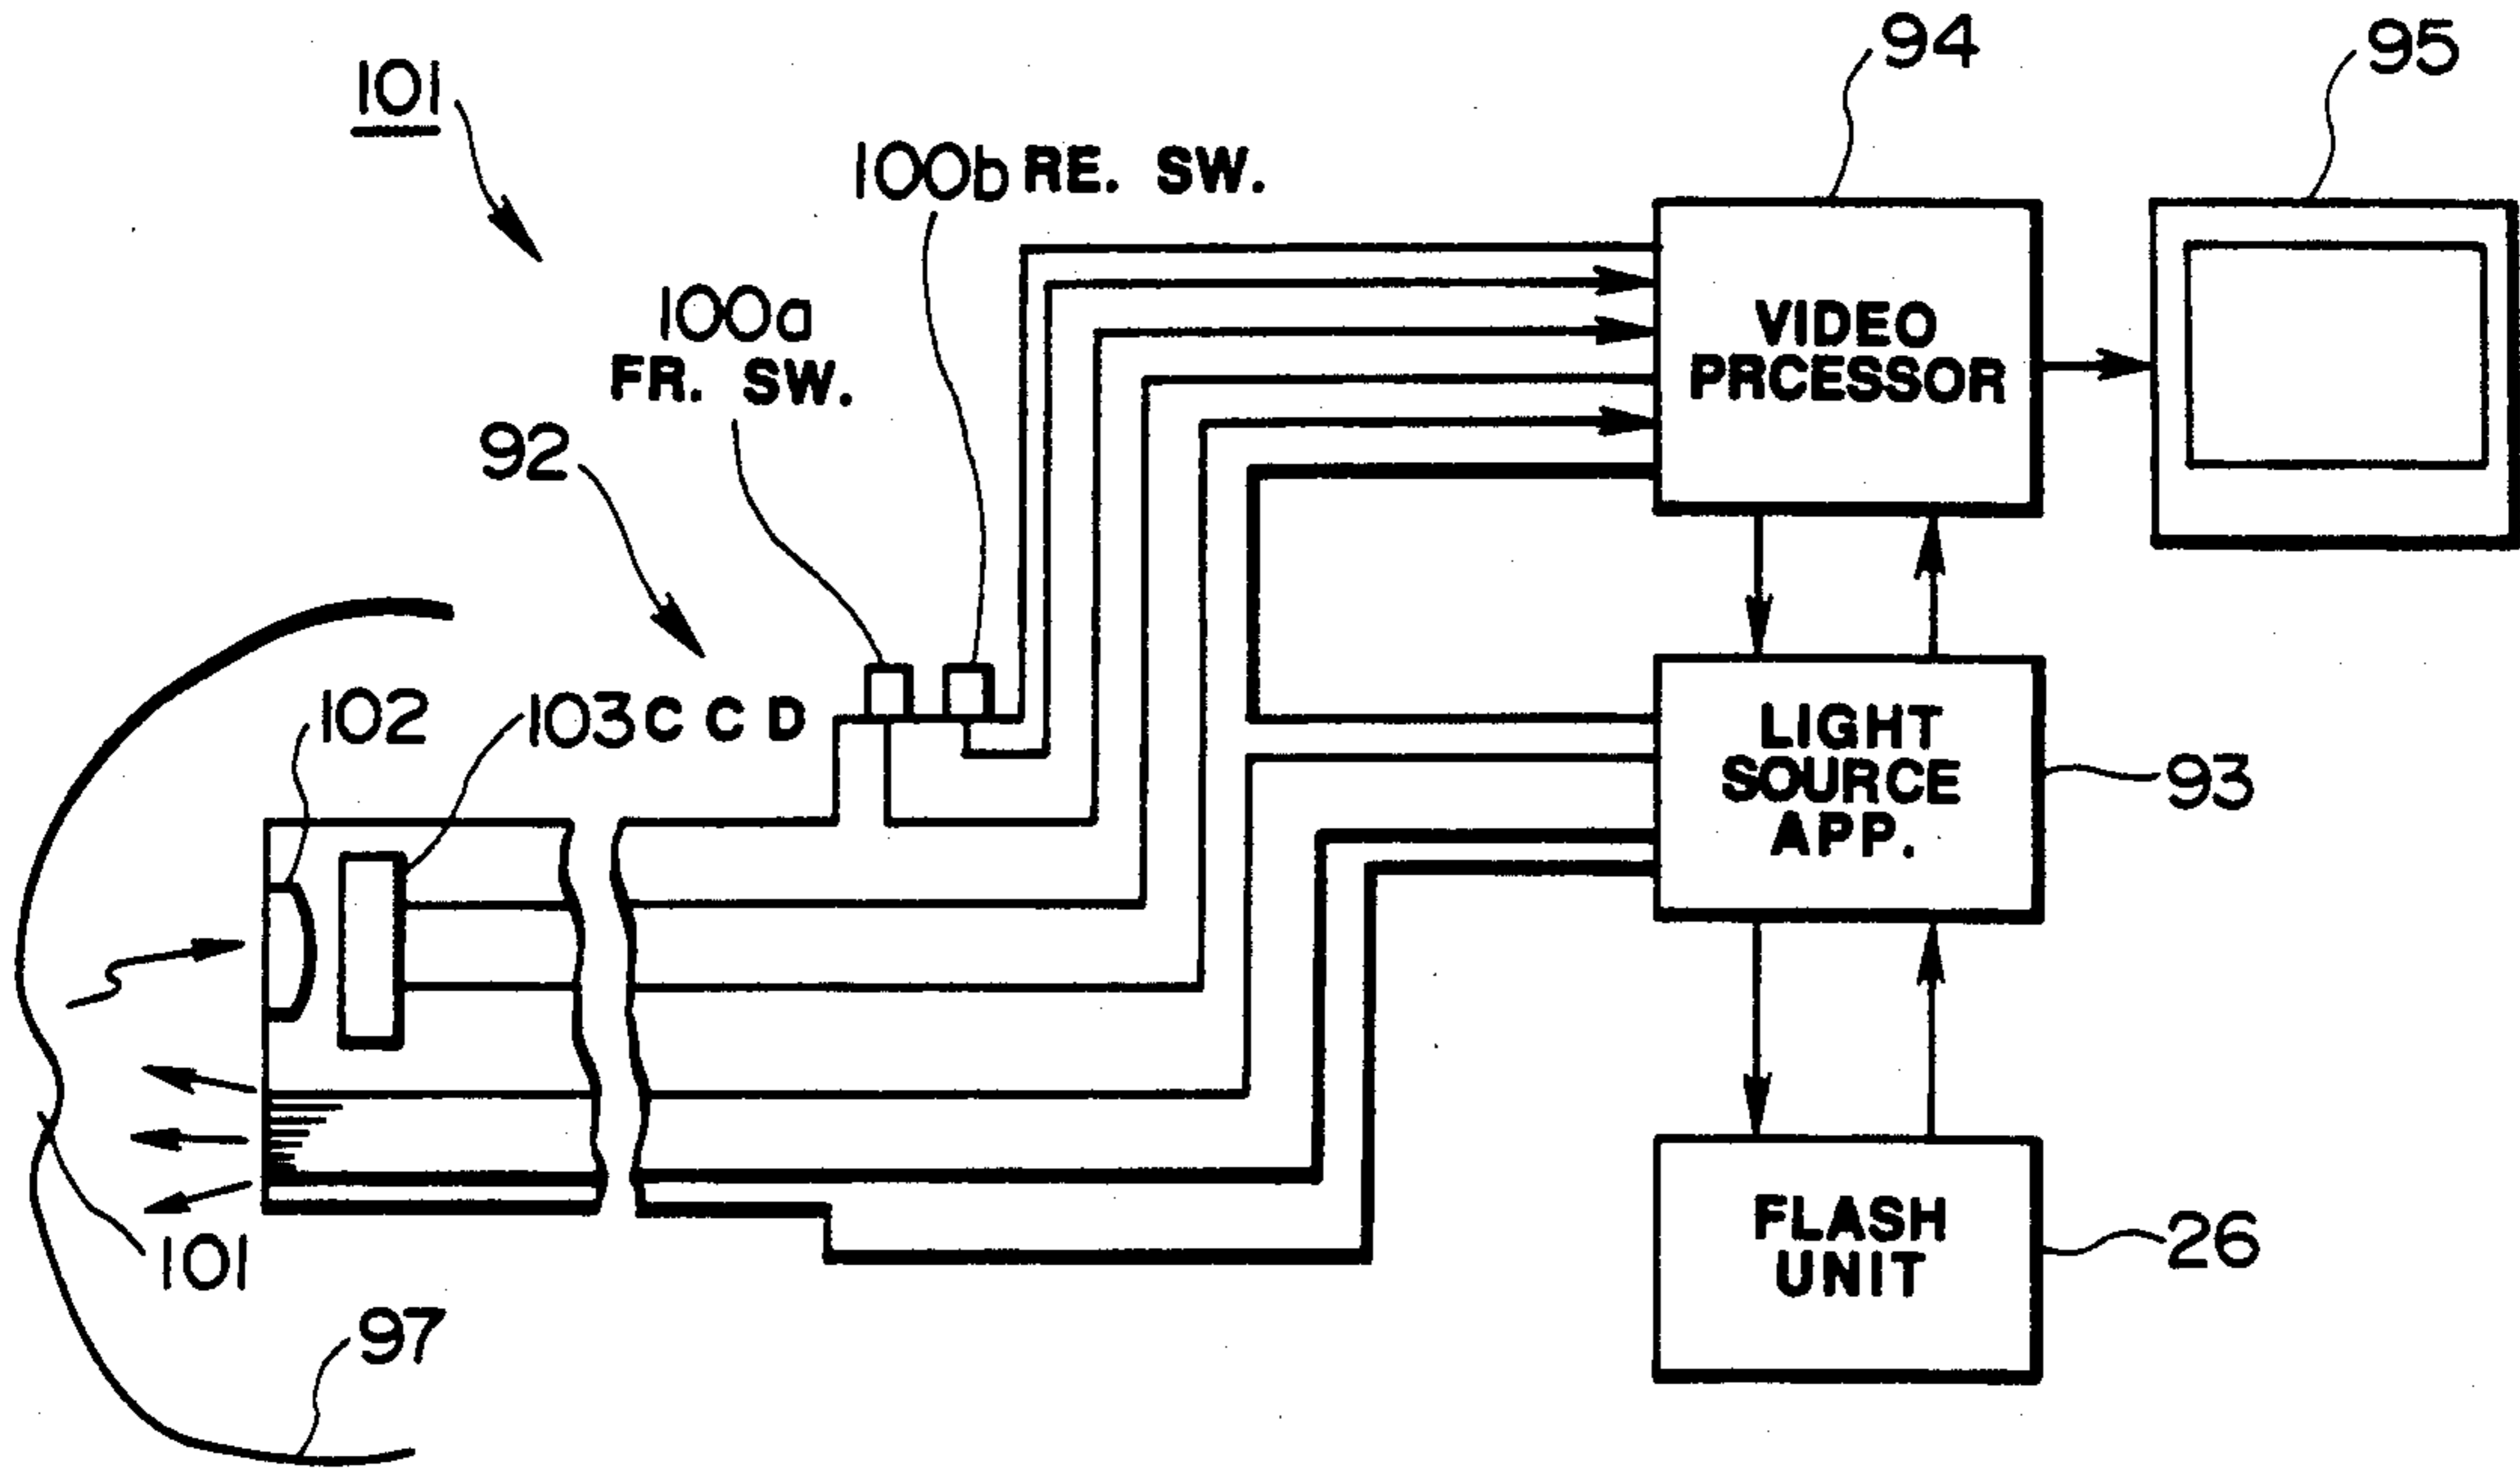 94
95
101
100b RE. SW.
100a
FR. SW.
VIDEO
PRCESSOR
92
102
103 C C D
LIGHT
SOURCE
APP.
93
FLASH
UNIT
26
101
97